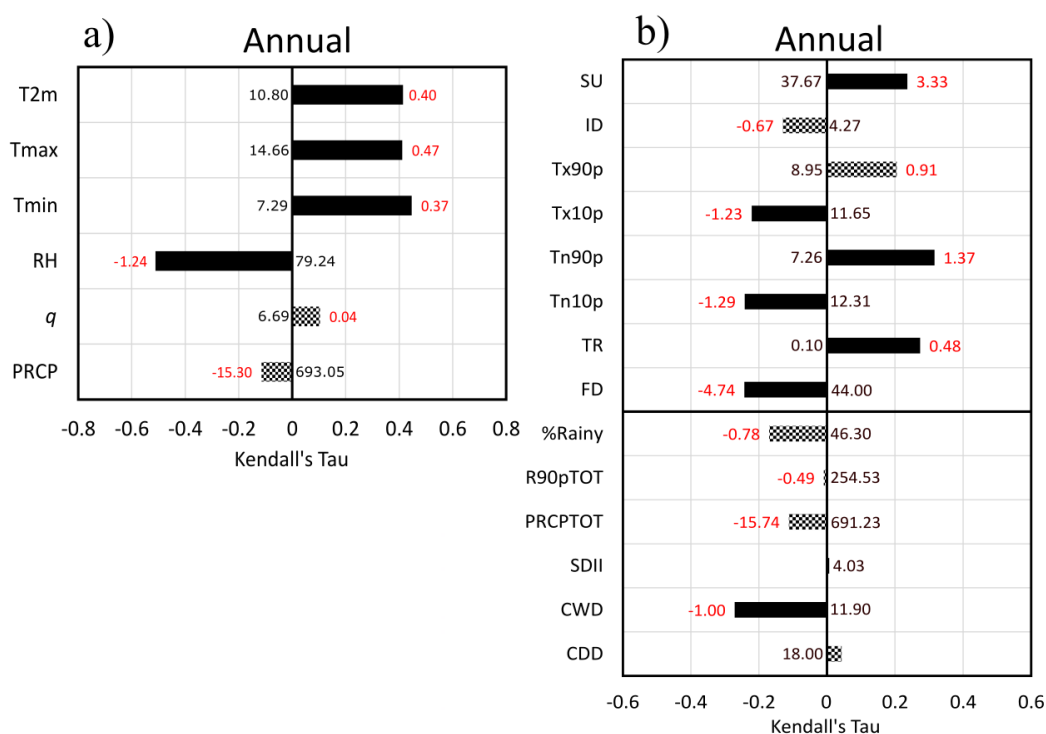 a)
Annual
T2m 10.80 0.40
Tmax 14.66 0.47
Tmin 7.29 0.37
RH -1.24 79.24
q 6.69 0.04
PRCP -15.30 693.05
-0.8 -0.6 -0.4 -0.2 0 0.2 0.4 0.6 0.8
Kendall's Tau
b)
Annual
SU 37.67 3.33
ID -0.67 4.27
Tx90p 8.95 0.91
Tx10p -1.23 11.65
Tn90p 7.26 1.37
Tn10p -1.29 12.31
TR 0.10 0.48
FD -4.74 44.00
%Rainy -0.78 46.30
R90pTOT -0.49 254.53
PRCPTOT -15.74 691.23
SDII 4.03
CWD -1.00 11.90
CDD 18.00
-0.6 -0.4 -0.2 0 0.2 0.4 0.6
Kendall's Tau